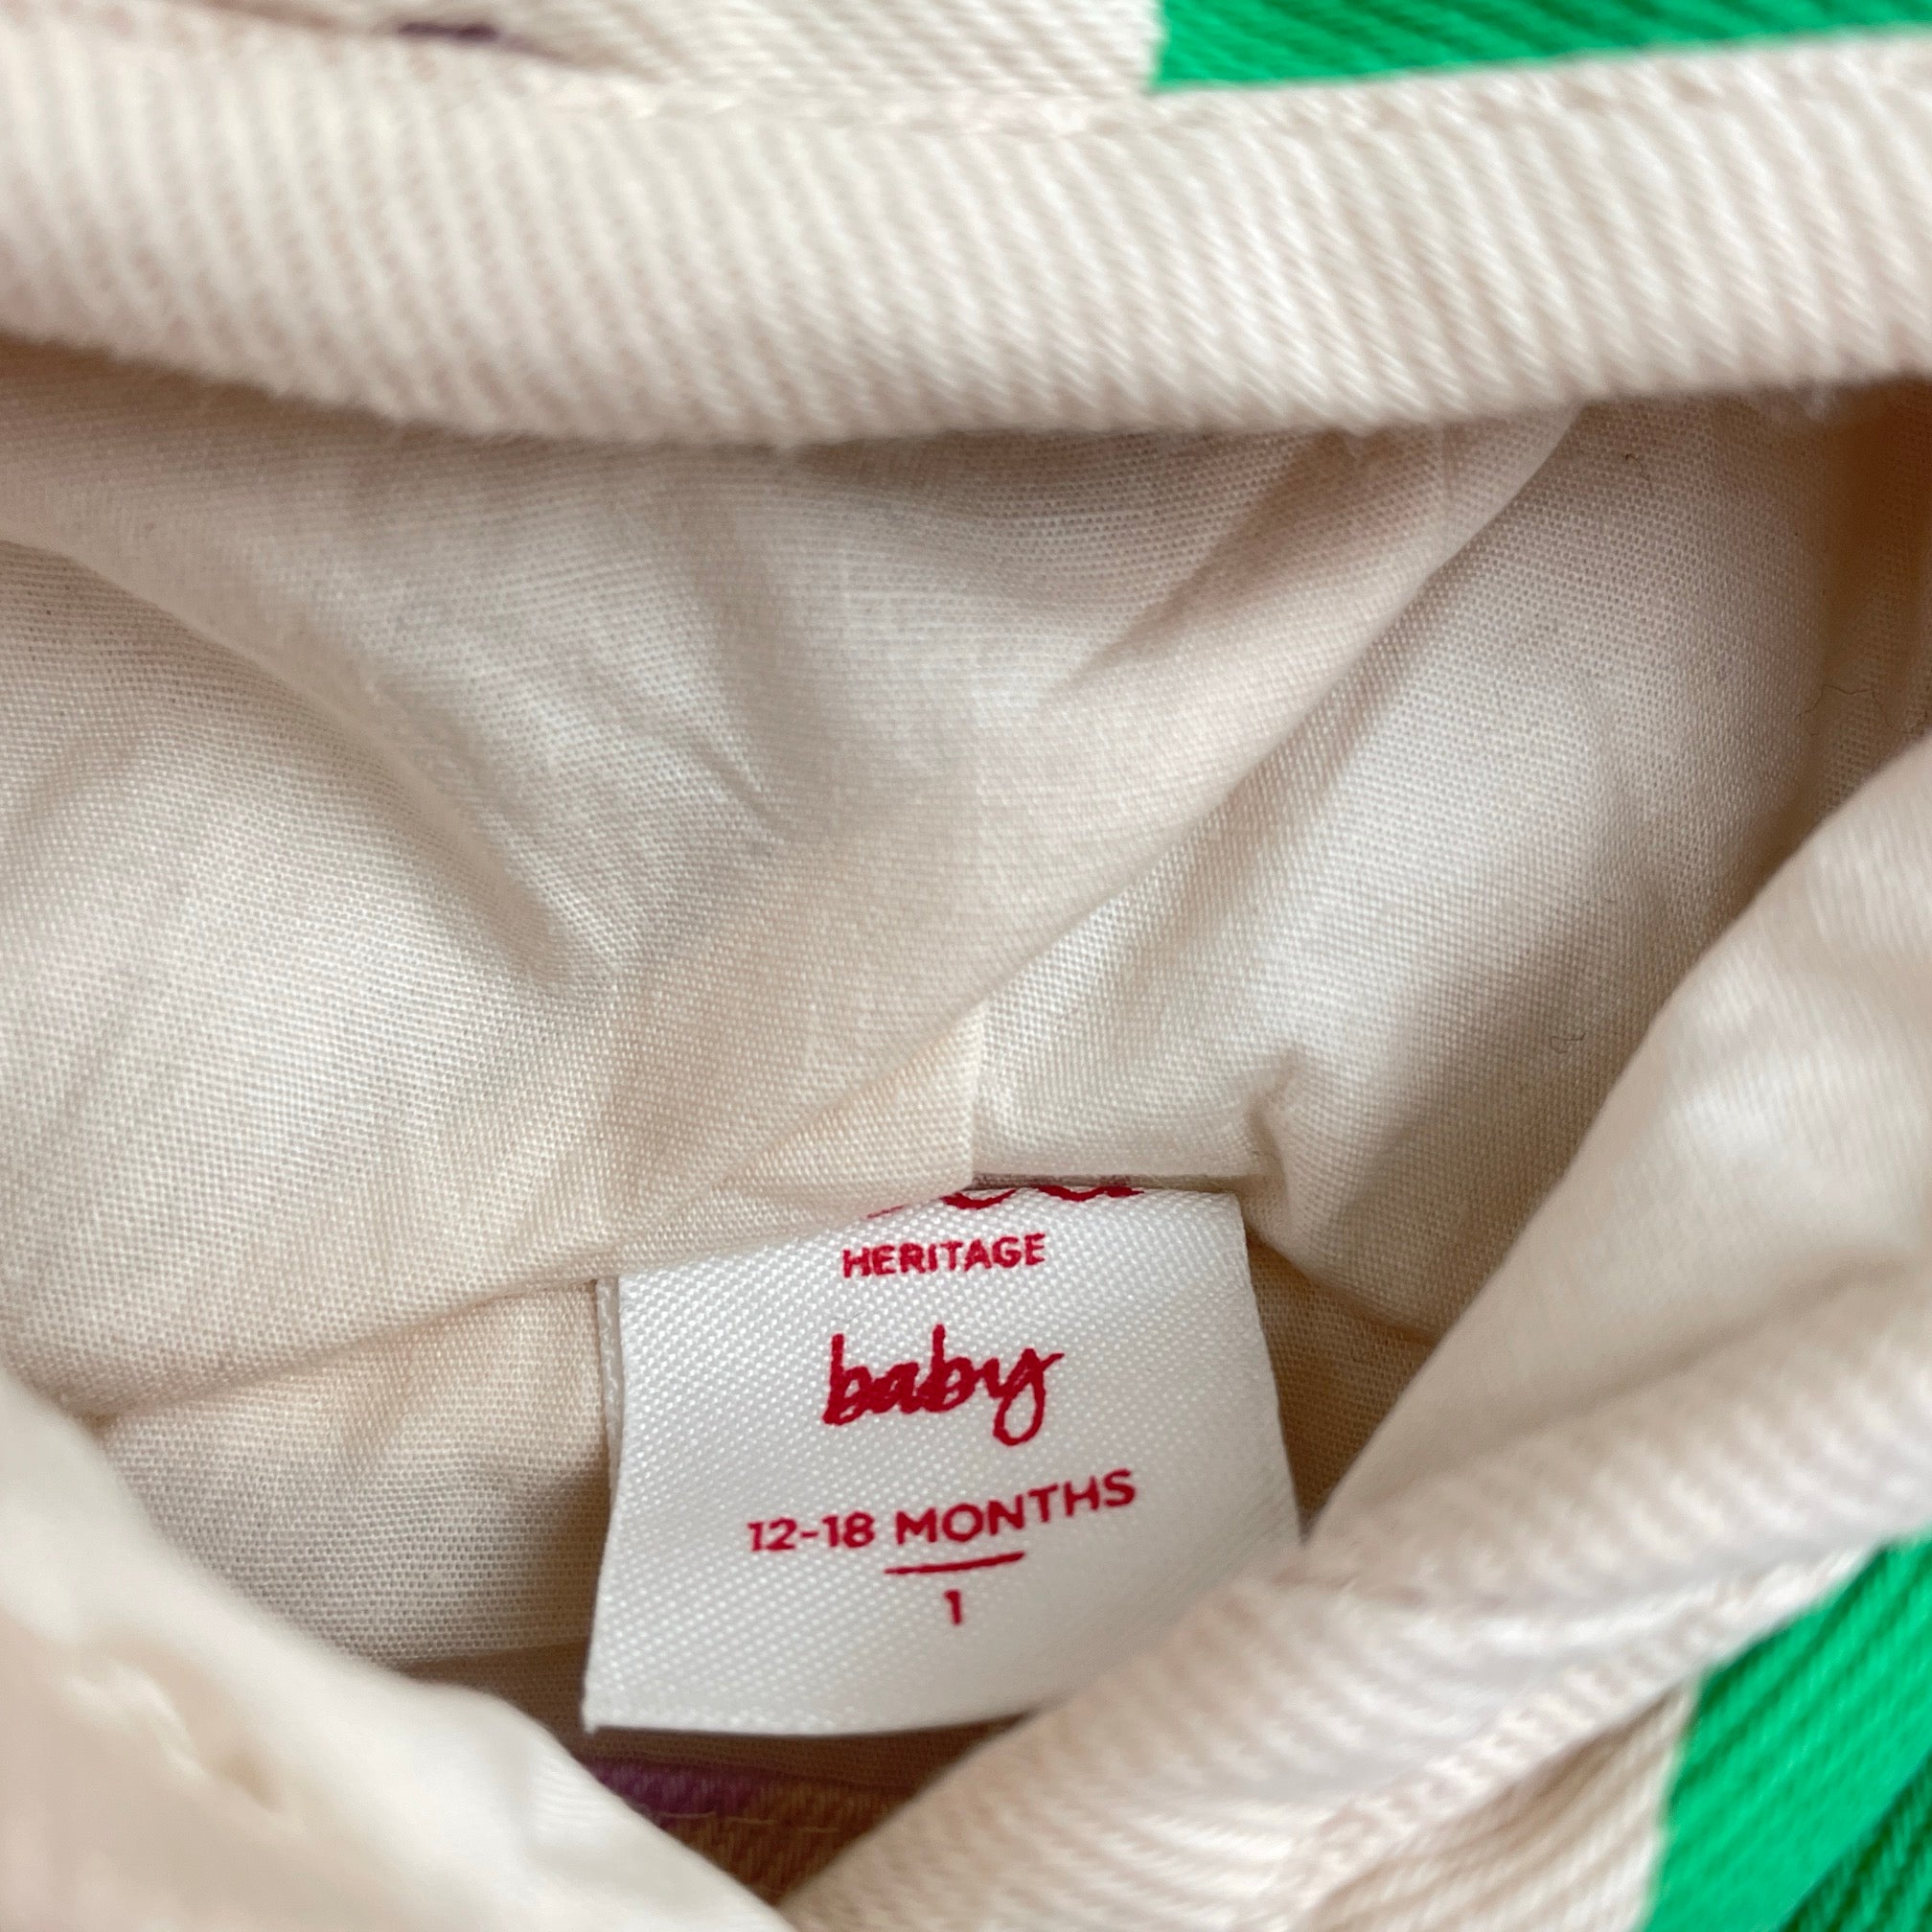 HERITAGE
baby
12-18 MONTHS
1